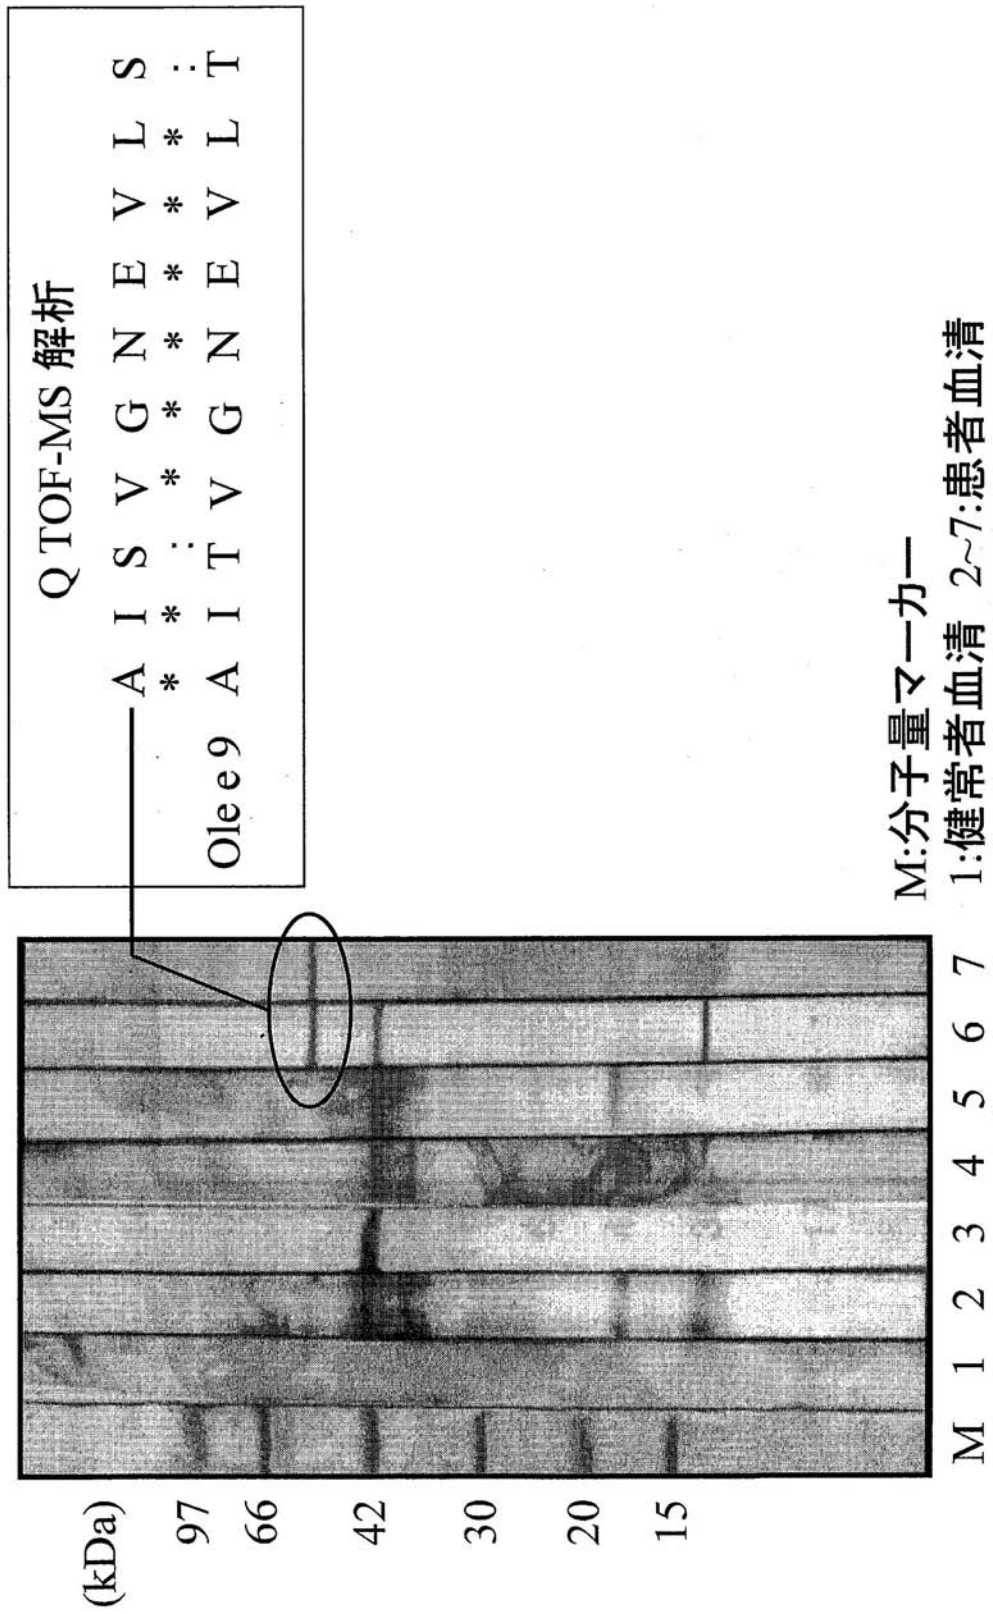 Q TOF-MS 解析
A I S V G N E V L S
* * : * * * * * * :
Ole e 9 A I T V G N E V L T
(kDa)
97
66
42
30
20
15
M 1 2 3 4 5 6 7
M:分子量マーカー
1:健常者血清 2~7:患者血清